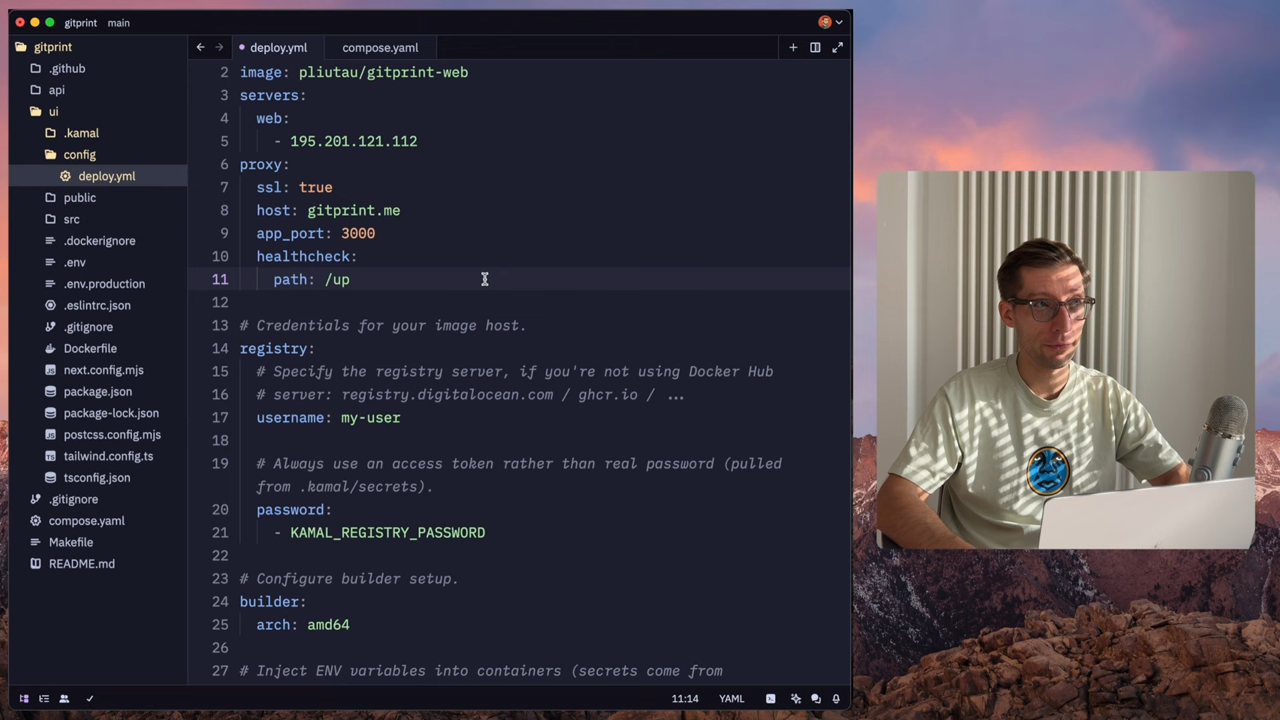 gitprint main
gitprint
.github
api
ui
.kamal
config
deploy.yml
public
src
.dockerignore
.env
.env.production
.eslintrc.json
.gitignore
Dockerfile
next.config.mjs
package.json
package-lock.json
postcss.config.mjs
tailwind.config.ts
tsconfig.json
.gitignore
compose.yaml
Makefile
README.md
deploy.yml compose.yaml
2 image: pliutau/gitprint-web
3 servers:
4 web:
5 - 195.201.121.112
6 proxy:
7 ssl: true
8 host: gitprint.me
9 app_port: 3000
10 healthcheck:
11 path: /up
12
13 # Credentials for your image host.
14 registry:
15 # Specify the registry server, if you're not using Docker Hub
16 # server: registry.digitalocean.com / ghcr.io / ...
17 username: my-user
18
19 # Always use an access token rather than real password (pulled
from .kamal/secrets).
20 password:
21 - KAMAL_REGISTRY_PASSWORD
22
23 # Configure builder setup.
24 builder:
25 arch: amd64
26
27 # Inject ENV variables into containers (secrets come from
11:14 YAML